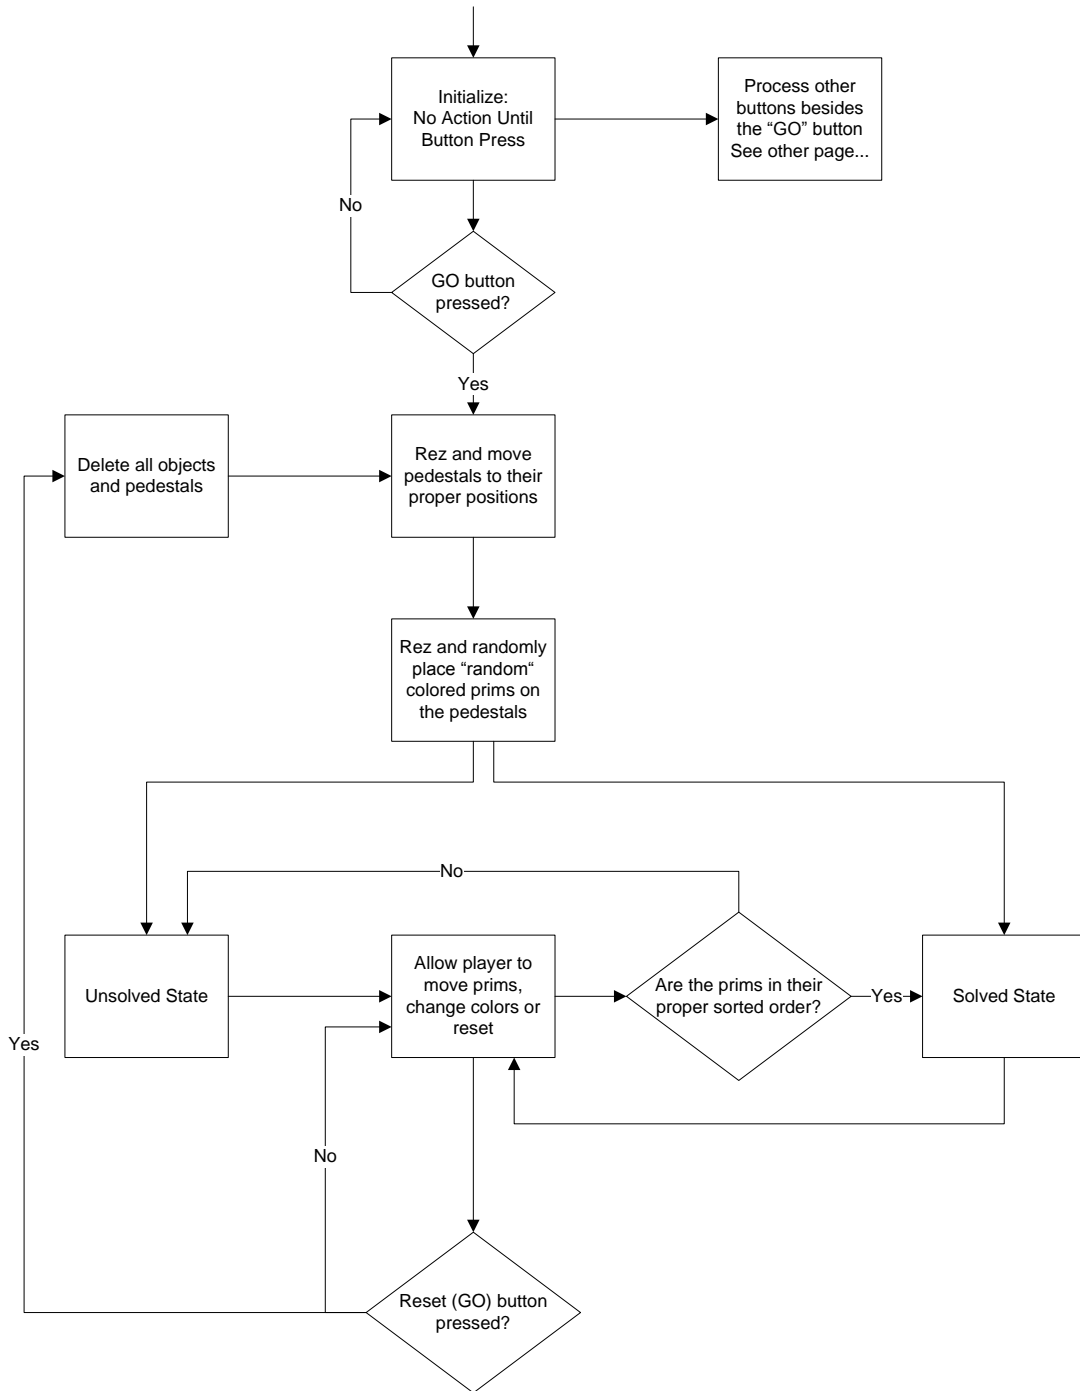 Initialize:
No Action Until
Button Press
Process other
buttons besides
the “GO” button
See other page...
No
GO button
pressed?
Yes
Delete all objects
and pedestals
Rez and move
pedestals to their
proper positions
Rez and randomly
place “random“
colored prims on
the pedestals
No
Unsolved State
Allow player to
move prims,
change colors or
reset
Are the prims in their
proper sorted order?
Yes
Solved State
Yes
No
Reset (GO) button
pressed?